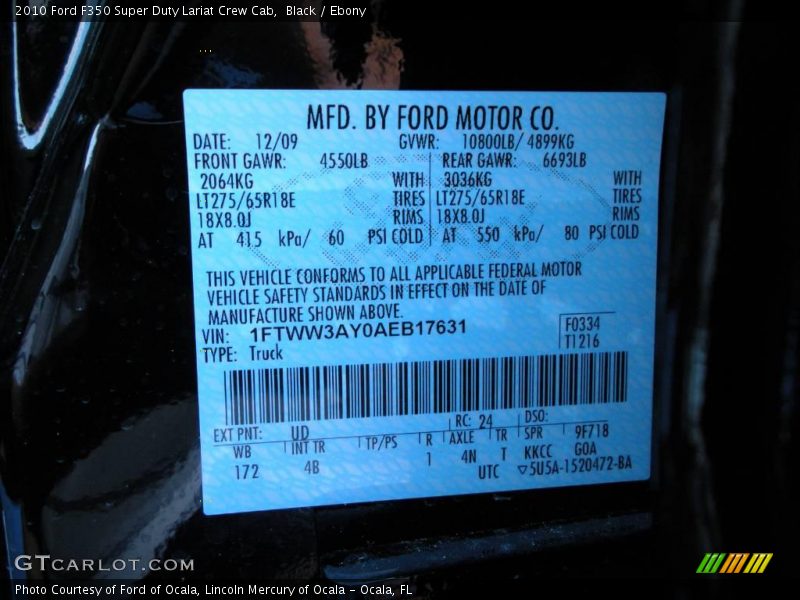 2010 Ford F350 Super Duty Lariat Crew Cab, Black / Ebony
MFD. BY FORD MOTOR CO.
DATE: 12/09 GVWR: 10800LB/ 4899KG
FRONT GAWR: 4550LB REAR GAWR: 6693LB
2064KG WITH 3036KG WITH
LT275/65R18E TIRES LT275/65R18E TIRES
18X8.0J RIMS 18X8.0J RIMS
AT 415 kPa/ 60 PSI COLD AT 550 kPa/ 80 PSI COLD
THIS VEHICLE CONFORMS TO ALL APPLICABLE FEDERAL MOTOR
VEHICLE SAFETY STANDARDS IN EFFECT ON THE DATE OF
MANUFACTURE SHOWN ABOVE.
VIN: 1FTWW3AY0AEB17631 F0334
TYPE: Truck T1216
RC: 24 DSO:
EXT PNT: UD 9F718
WB INT TR TP/PS R AXLE TR SPR G0A
172 4B 1 4N T KKCC
UTC ▽5U5A-1520472-BA
GTCARLOT.COM
Photo Courtesy of Ford of Ocala, Lincoln Mercury of Ocala - Ocala, FL